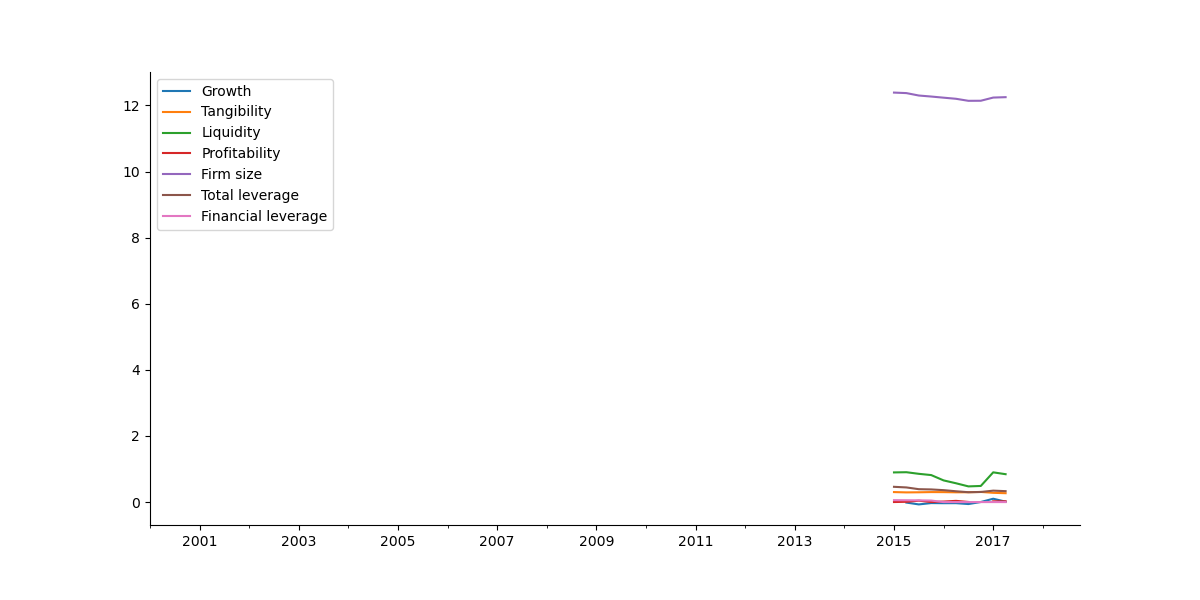 Growth
Tangibility
Liquidity
Profitability
Firm size
Total leverage
Financial leverage
12
10
8
6
4
2
0
2001 2003 2005 2007 2009 2011 2013 2015 2017